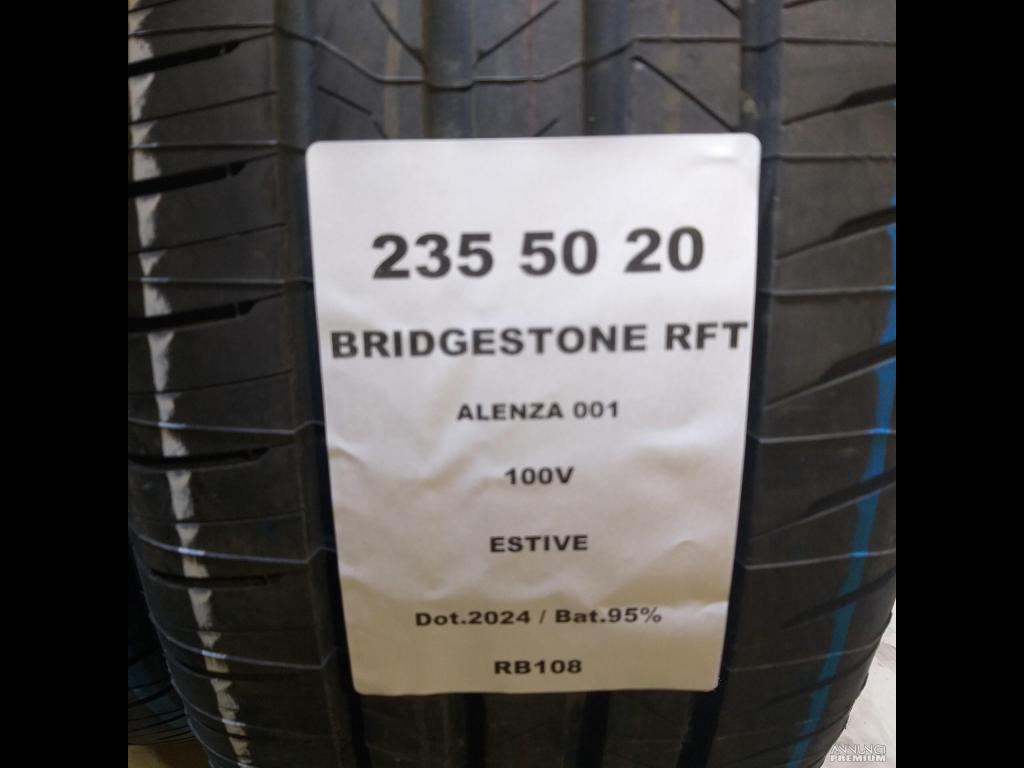 235 50 20
BRIDGESTONE RFT
ALENZA 001
100V
ESTIVE
Dot.2024 / Bat.95%
RB108
ANNUNCI
PREMIUM